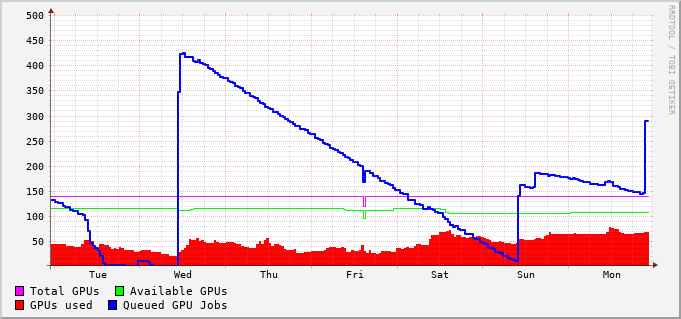 500
450
400
350
300
250
200
150
100
50
Tue Wed Thu Fri Sat Sun Mon
Total GPUs Available GPUs
GPUs used Queued GPU Jobs
RRDTOOL / TOBI OETIKER